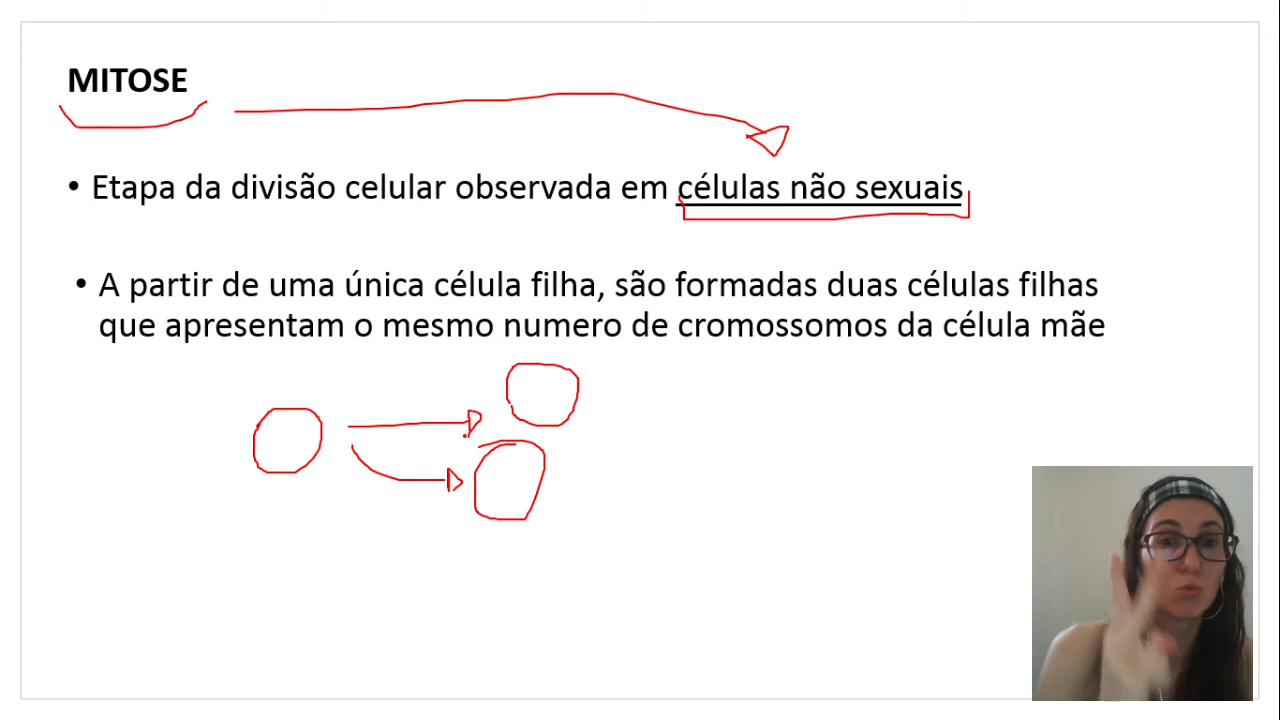 MITOSE
• Etapa da divisão celular observada em células não sexuais
• A partir de uma única célula filha, são formadas duas células filhas
que apresentam o mesmo numero de cromossomos da célula mãe